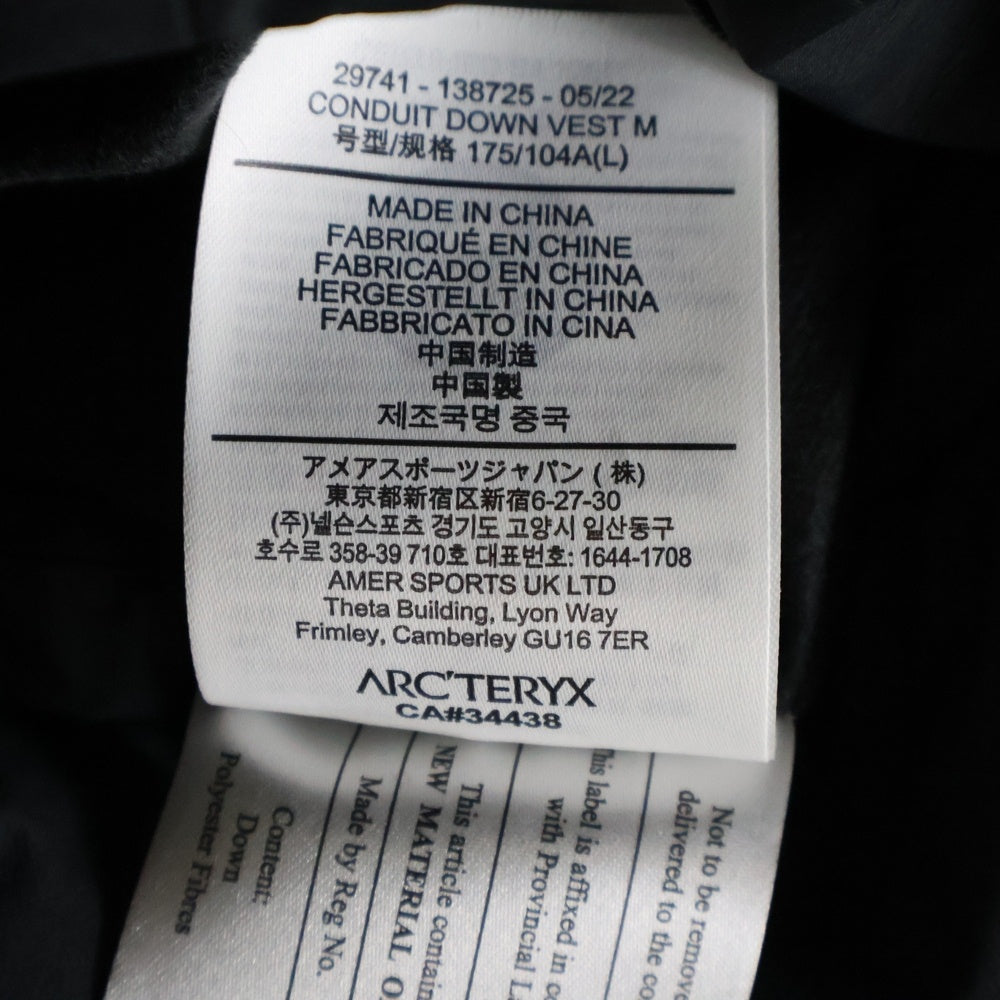 29741 - 138725 - 05/22
CONDUIT DOWN VEST M
号型/规格 175/104A(L)
MADE IN CHINA
FABRIQUÉ EN CHINE
FABRICADO EN CHINA
HERGESTELLT IN CHINA
FABBRICATO IN CINA
中国制造
中国製
제조국명 중국
アメアスポーツジャパン ( 株)
東京都新宿区新宿6-27-30
(주)넬슨스포츠 경기도 고양시 일산동구
호수로 358-39 710호 대표번호: 1644-1708
AMER SPORTS UK LTD
Theta Building, Lyon Way
Frimley, Camberley GU16 7ER
ARC'TERYX
CA#34438
Not to be
delivered to the
This label is affixed in
with Provincial
This article
NEW MATERIAL
Made by Reg No.
Content:
Down
Polyester Fibres